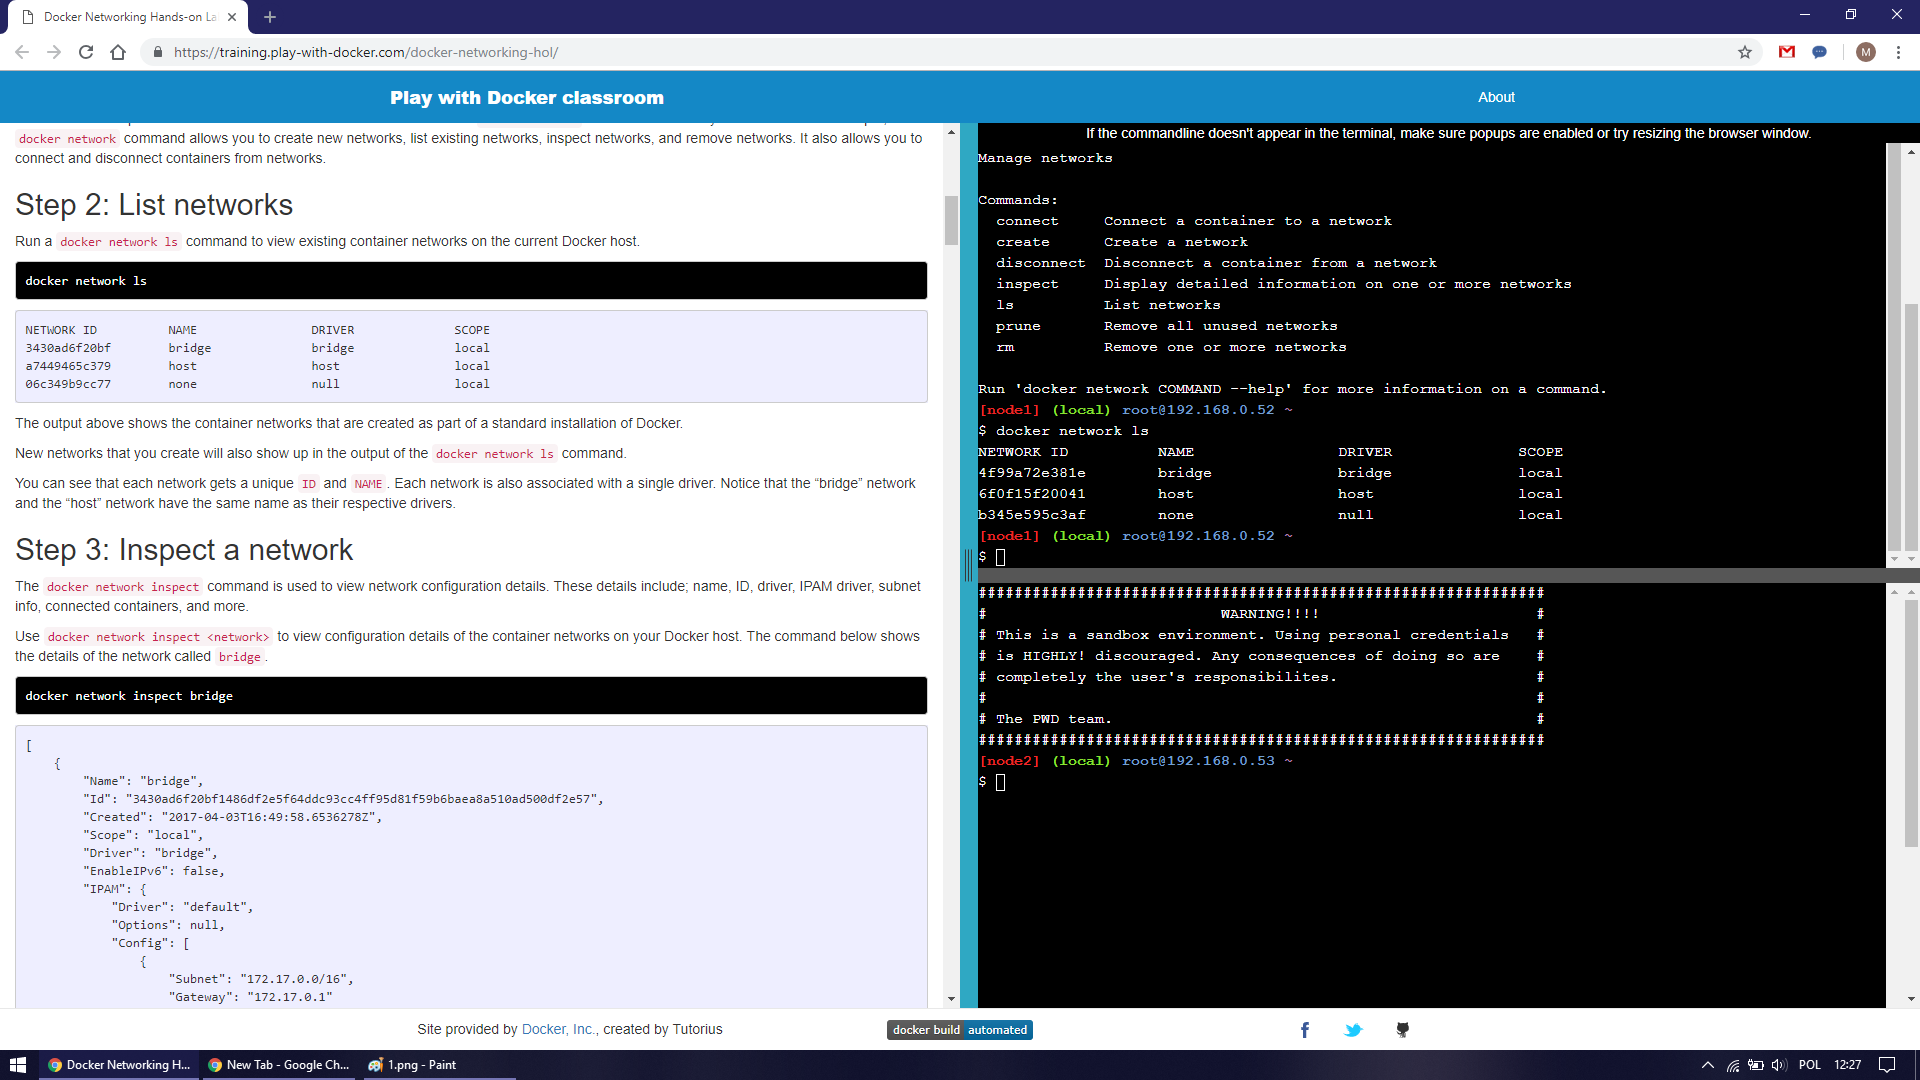 Docker Networking Hands-on La
https://training.play-with-docker.com/docker-networking-hol/
M
Play with Docker classroom
About
docker network command allows you to create new networks, list existing networks, inspect networks, and remove networks. It also allows you to
connect and disconnect containers from networks.
Step 2: List networks
Run a docker network ls command to view existing container networks on the current Docker host.
docker network ls
NETWORK ID NAME DRIVER SCOPE
3430ad6f20bf bridge bridge local
a7449465c379 host host local
06c349b9cc77 none null local
The output above shows the container networks that are created as part of a standard installation of Docker.
New networks that you create will also show up in the output of the docker network ls command.
You can see that each network gets a unique ID and NAME. Each network is also associated with a single driver. Notice that the “bridge” network
and the “host” network have the same name as their respective drivers.
Step 3: Inspect a network
The docker network inspect command is used to view network configuration details. These details include; name, ID, driver, IPAM driver, subnet
info, connected containers, and more.
Use docker network inspect <network> to view configuration details of the container networks on your Docker host. The command below shows
the details of the network called bridge.
docker network inspect bridge
[
{
"Name": "bridge",
"Id": "3430ad6f20bf1486df2e5f64ddc93cc4ff95d81f59b6baea8a510ad500df2e57",
"Created": "2017-04-03T16:49:58.6536278Z",
"Scope": "local",
"Driver": "bridge",
"EnableIPv6": false,
"IPAM": {
"Driver": "default",
"Options": null,
"Config": [
{
"Subnet": "172.17.0.0/16",
"Gateway": "172.17.0.1"
If the commandline doesn't appear in the terminal, make sure popups are enabled or try resizing the browser window.
Manage networks
Commands:
connect Connect a container to a network
create Create a network
disconnect Disconnect a container from a network
inspect Display detailed information on one or more networks
ls List networks
prune Remove all unused networks
rm Remove one or more networks
Run 'docker network COMMAND --help' for more information on a command.
[node1] (local) root@192.168.0.52 ~
$ docker network ls
NETWORK ID NAME DRIVER SCOPE
4f99a72e381e bridge bridge local
6f0f15f20041 host host local
b345e595c3af none null local
[node1] (local) root@192.168.0.52 ~
$
###############################################################
# WARNING!!!! #
# This is a sandbox environment. Using personal credentials #
# is HIGHLY! discouraged. Any consequences of doing so are #
# completely the user's responsibilites. #
# #
# The PWD team. #
###############################################################
[node2] (local) root@192.168.0.53 ~
$
Site provided by Docker, Inc., created by Tutorius
docker build automated
Docker Networking H...
New Tab - Google Ch...
1.png - Paint
POL
12:27